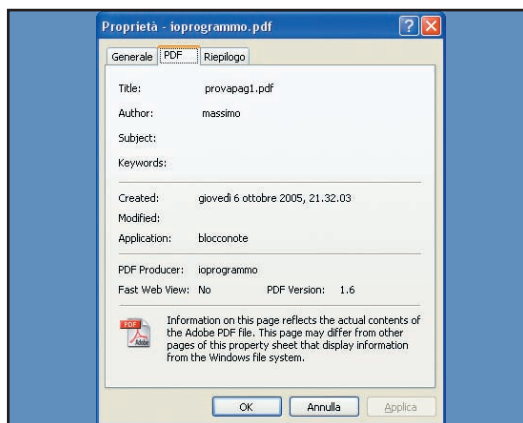 Proprietà - ioprogrammo.pdf
Generale PDF Riepilogo
Title: provapag1.pdf
Author: massimo
Subject:
Keywords:
Created: giovedì 6 ottobre 2005, 21.32.03
Modified:
Application: blocconote
PDF Producer: ioprogrammo
Fast Web View: No PDF Version: 1.6
PDF
Adobe
Information on this page reflects the actual contents of
the Adobe PDF file. This page may differ from other
pages of this property sheet that display information
from the Windows file system.
OK Annulla Applica